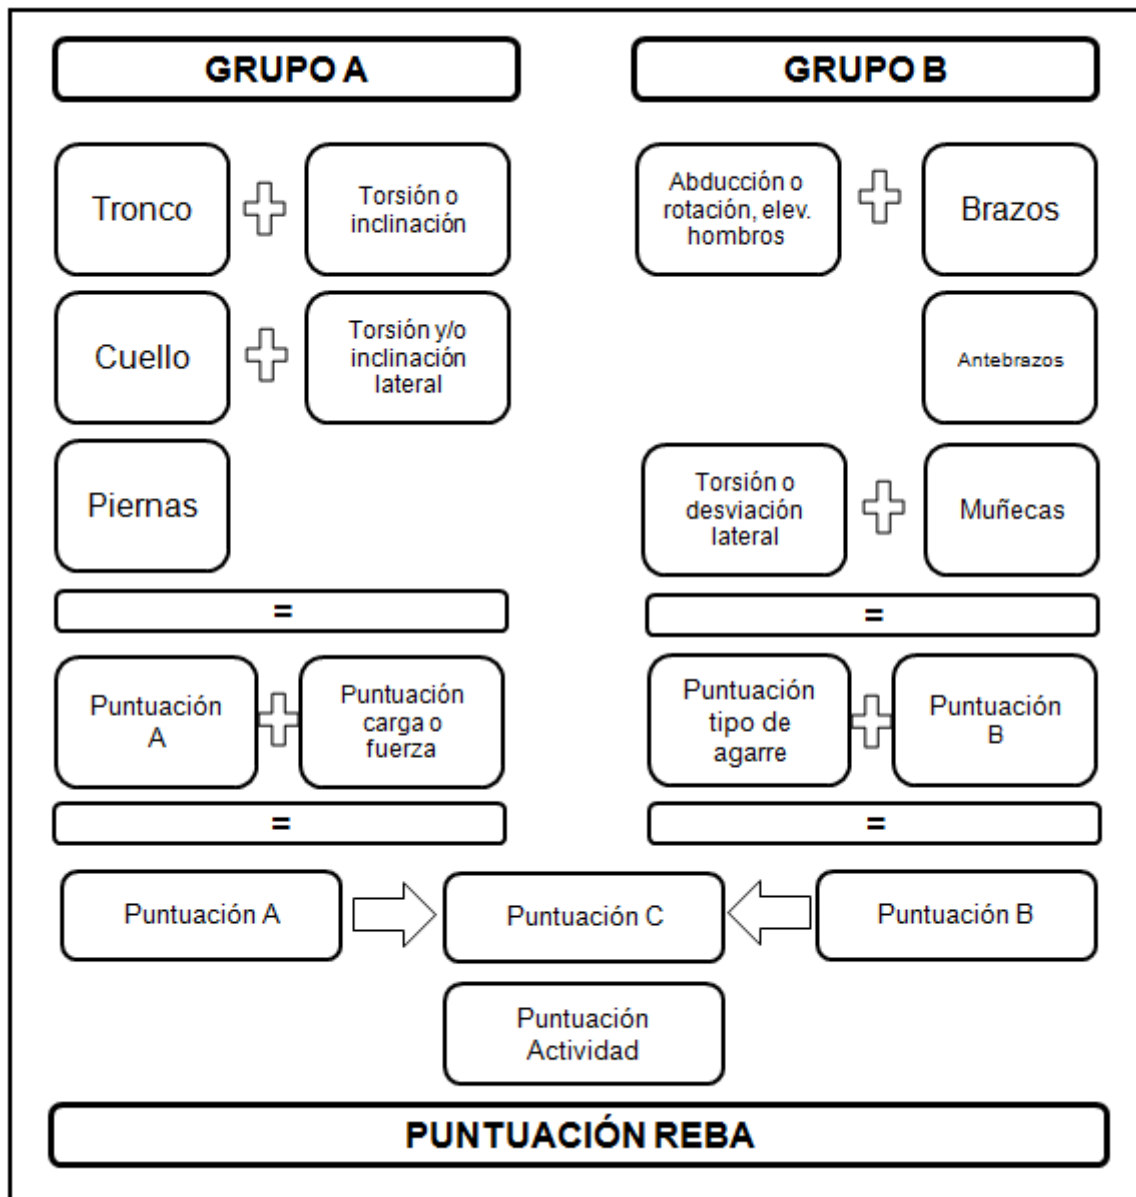 GRUPO A
GRUPO B
Tronco
Torsión o
inclinación
Abducción o
rotación, elev.
hombros
Brazos
Cuello
Torsión y/o
inclinación
lateral
Antebrazos
Piernas
Torsión o
desviación
lateral
Muñecas
=
=
Puntuación
A
Puntuación
carga o
fuerza
Puntuación
tipo de
agarre
Puntuación
B
=
=
Puntuación A
Puntuación C
Puntuación B
Puntuación
Actividad
PUNTUACIÓN REBA